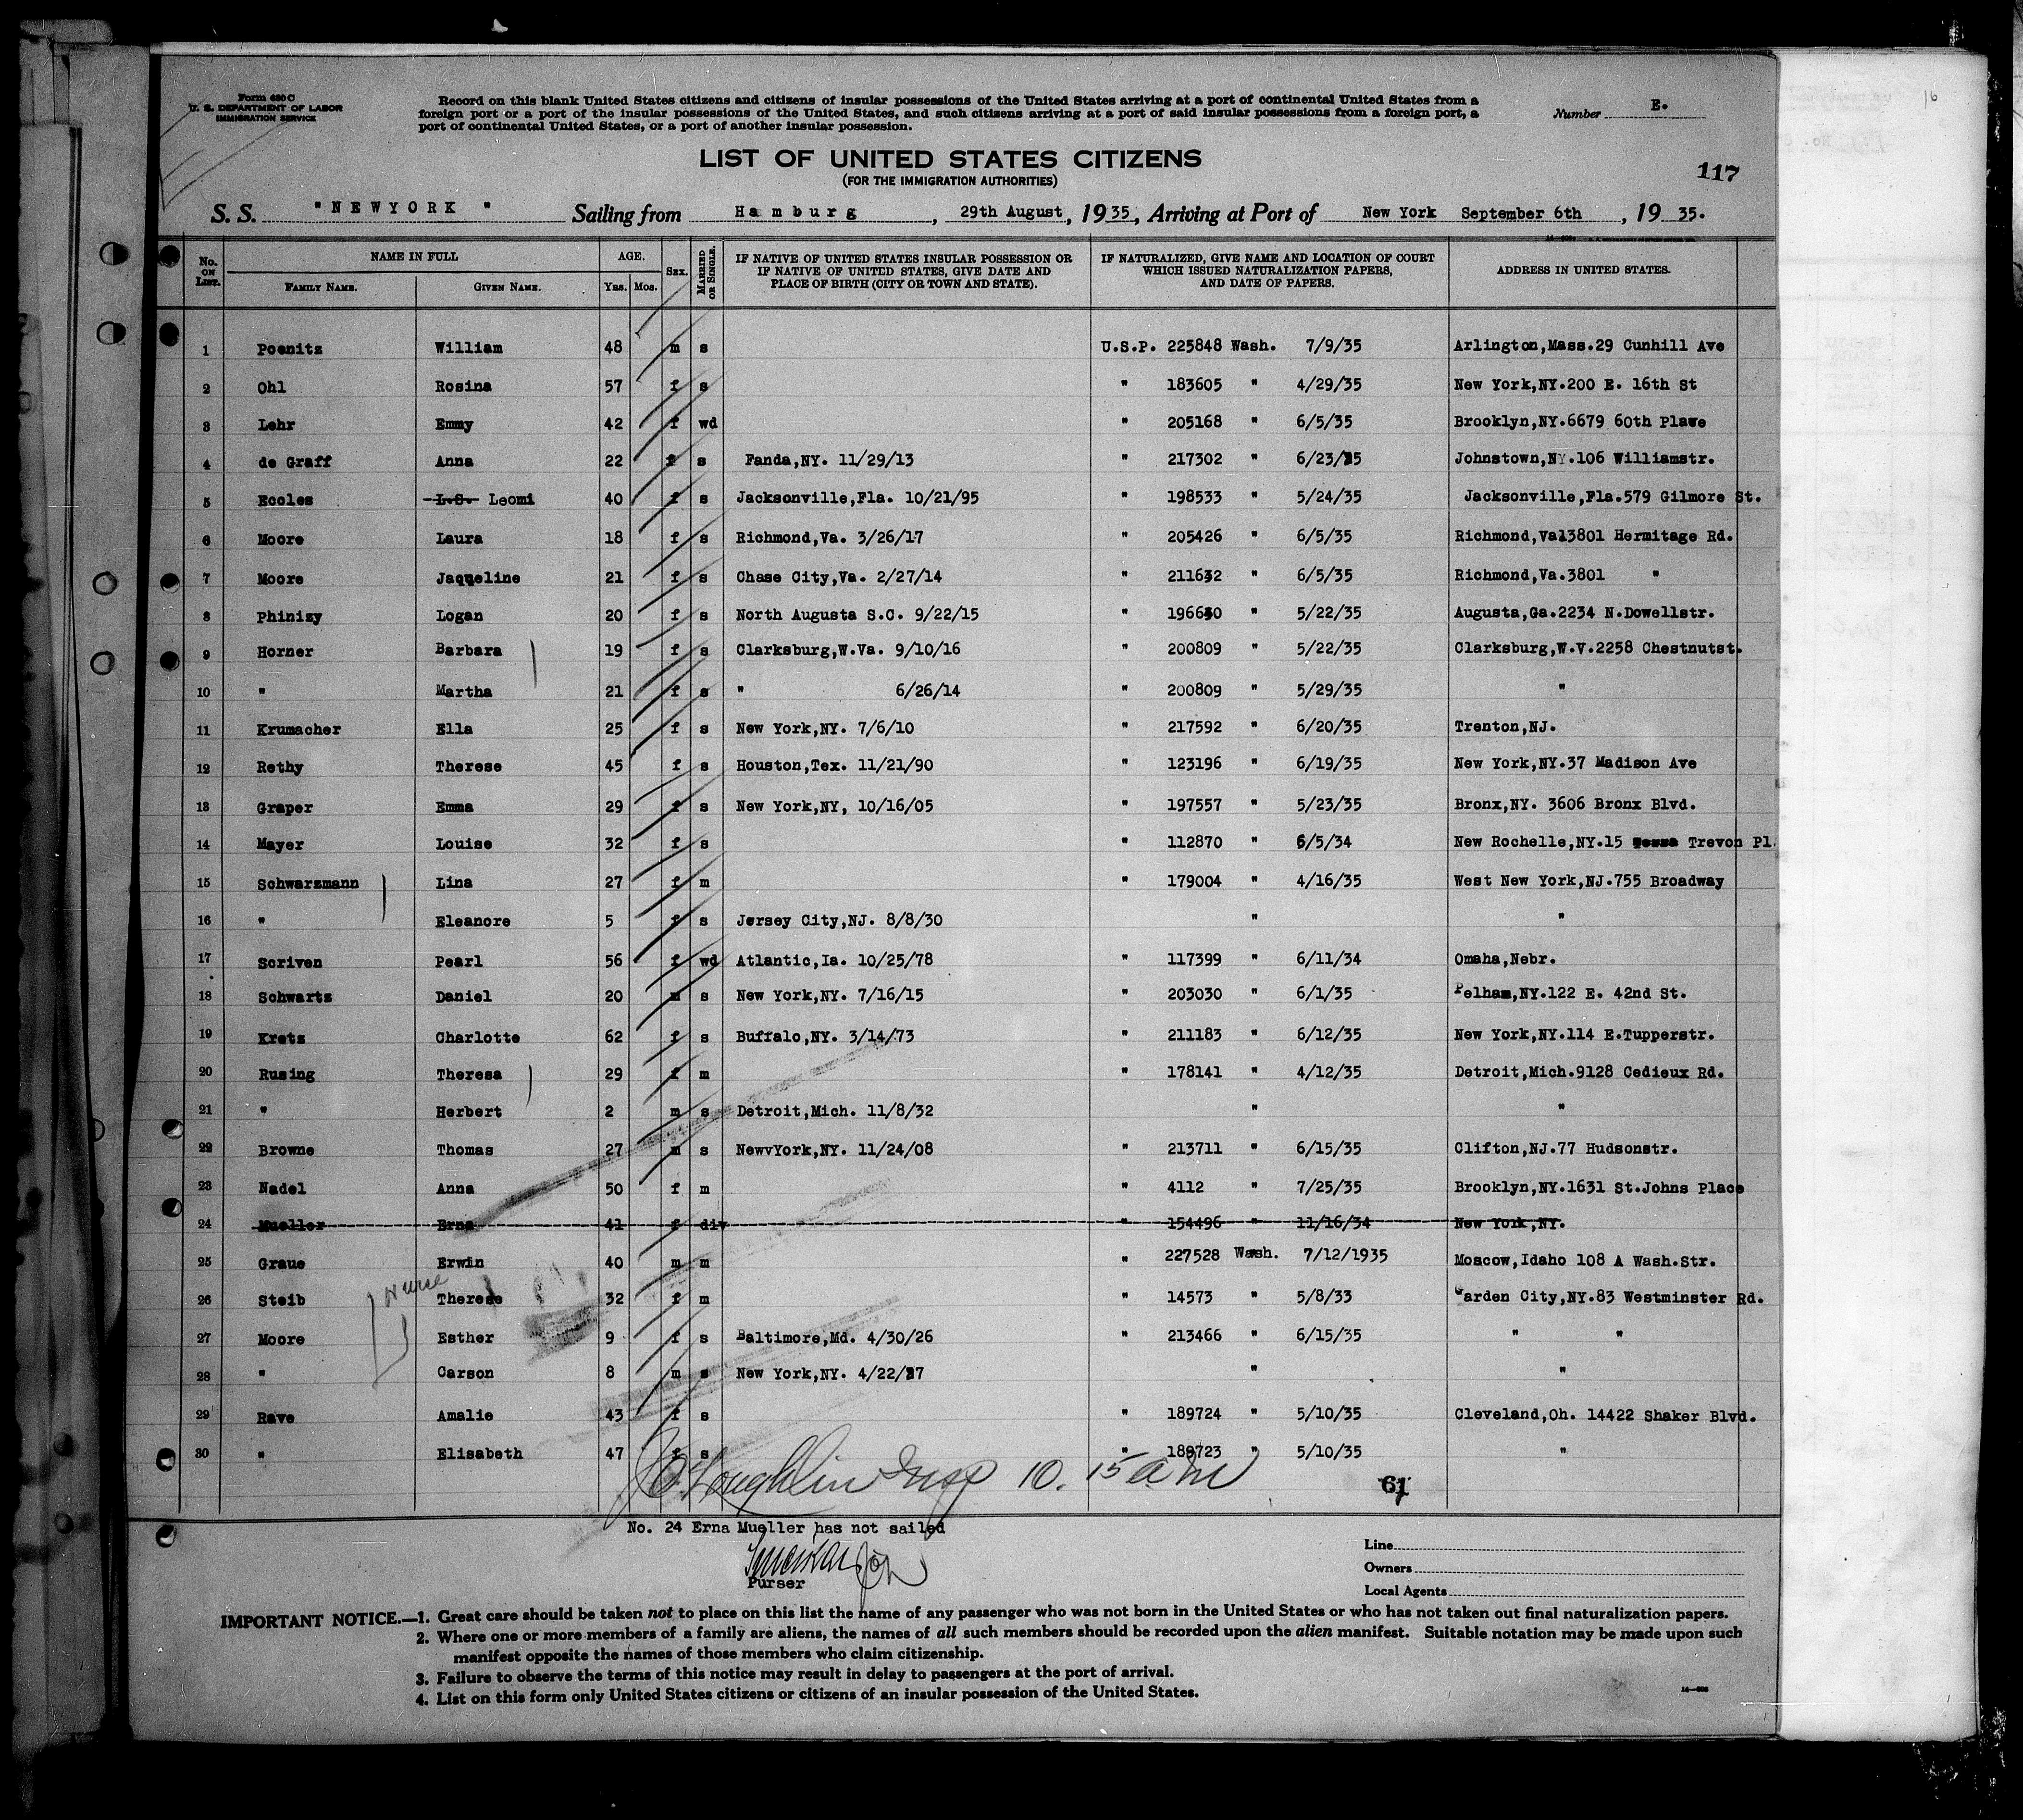 Form 630 C
U. S. DEPARTMENT OF LABOR
IMMIGRATION SERVICE
Record on this blank United States citizens and citizens of insular possessions of the United States arriving at a port of continental United States from a
foreign port or a port of the insular possessions of the United States, and such citizens arriving at a port of said insular possessions from a foreign port, a
port of continental United States, or a port of another insular possession.
Number E.
16
LIST OF UNITED STATES CITIZENS
(FOR THE IMMIGRATION AUTHORITIES)
117
S. S. "NEWYORK" Sailing from Hamburg, 29th August, 1935, Arriving at Port of New York September 6th, 1935.
No. ON LIST. NAME IN FULL FAMILY NAME. GIVEN NAME. AGE. YRS. MOS. SEX. MARRIED OR SINGLE. IF NATIVE OF UNITED STATES INSULAR POSSESSION OR IF NATIVE OF UNITED STATES, GIVE DATE AND PLACE OF BIRTH (CITY OR TOWN AND STATE). IF NATURALIZED, GIVE NAME AND LOCATION OF COURT WHICH ISSUED NATURALIZATION PAPERS, AND DATE OF PAPERS. ADDRESS IN UNITED STATES.
1 Poenitz William 48 m s U.S.P. 225848 Wash. 7/9/35 Arlington,Mass.29 Cunhill Ave
2 Ohl Rosina 57 f s " 183605 " 4/29/35 New York,NY.200 E. 16th St
3 Lehr Emmy 42 f wd " 205168 " 6/5/35 Brooklyn,NY.6679 60th Plawe
4 de Graff Anna 22 f s Fanda,NY. 11/29/13 " 217302 " 6/23/35 Johnstown,NY.106 Williamstr.
5 Eccles L.S. Leomi 40 f s Jacksonville,Fla. 10/21/95 " 198533 " 5/24/35 Jacksonville,Fla.579 Gilmore St.
6 Moore Laura 18 f s Richmond,Va. 3/26/17 " 205426 " 6/5/35 Richmond,Va13801 Hermitage Rd.
7 Moore Jaqueline 21 f s Chase City,Va. 2/27/14 " 211632 " 6/5/35 Richmond,Va.3801 "
8 Phinizy Logan 20 f s North Augusta S.C. 9/22/15 " 196650 " 5/22/35 Augusta,Ga.2234 N.Dowellstr.
9 Horner Barbara 19 f s Clarksburg,W.Va. 9/10/16 " 200809 " 5/22/35 Clarksburg,W.V.2258 Chestnutst.
10 " Martha 21 f s " 6/26/14 " 200809 " 5/29/35 "
11 Krumacher Ella 25 f s New York,NY. 7/6/10 " 217592 " 6/20/35 Trenton,NJ.
12 Rethy Therese 45 f s Houston,Tex. 11/21/90 " 123196 " 6/19/35 New York,NY.37 Madison Ave
13 Graper Emma 29 f s New York,NY, 10/16/05 " 197557 " 5/23/35 Bronx,NY. 3606 Bronx Blvd.
14 Mayer Louise 32 f s " 112870 " 6/5/34 New Rochelle,NY.15 Trevon Pl.
15 Schwarzmann Lina 27 f m " 179004 " 4/16/35 West New York,NJ.755 Broadway
16 " Eleanore 5 f s Jersey City,NJ. 8/8/30 " "
17 Scriven Pearl 56 f wd Atlantic,Ia. 10/25/78 " 117399 " 6/11/34 Omaha,Nebr.
18 Schwartz Daniel 20 m s New York,NY. 7/16/15 " 203030 " 6/1/35 Pelham,NY.122 E. 42nd St.
19 Kretz Charlotte 62 f s Buffalo,NY. 3/14/73 " 211183 " 6/12/35 New York,NY.114 E.Tupperstr.
20 Rusing Theresa 29 f m " 178141 " 4/12/35 Detroit,Mich.9128 Cedieux Rd.
21 " Herbert 2 m s Detroit,Mich. 11/8/32 " "
22 Browne Thomas 27 m s NewvYork,NY. 11/24/08 " 213711 " 6/15/35 Clifton,NJ.77 Hudsonstr.
23 Nadel Anna 50 f m " 4112 " 7/25/35 Brooklyn,NY.1631 St.Johns Place
24 Mueller Erna 41 f div " 154496 " 11/16/34 New York,NY.
25 Graue Erwin 40 m m " 227528 Wash. 7/12/1935 Moscow,Idaho 108 A Wash.Str.
Nurse
26 Steib Therese 32 f m " 14573 " 5/8/33 Garden City,NY.83 Westminster Rd.
27 Moore Esther 9 f s Baltimore,Md. 4/30/26 " 213466 " 6/15/35 " "
28 " Carson 8 m s New York,NY. 4/22/27 " "
29 Rave Amalie 43 f s " 189724 " 5/10/35 Cleveland,Oh. 14422 Shaker Blvd.
30 " Elisabeth 47 f s " 189723 " 5/10/35 "
O'Loughlin Insp 10.15 am
61
No. 24 Erna Mueller has not sailed
Purser
Line
Owners
Local Agents
IMPORTANT NOTICE.—1. Great care should be taken not to place on this list the name of any passenger who was not born in the United States or who has not taken out final naturalization papers.
2. Where one or more members of a family are aliens, the names of all such members should be recorded upon the alien manifest. Suitable notation may be made upon such
manifest opposite the names of those members who claim citizenship.
3. Failure to observe the terms of this notice may result in delay to passengers at the port of arrival.
4. List on this form only United States citizens or citizens of an insular possession of the United States.